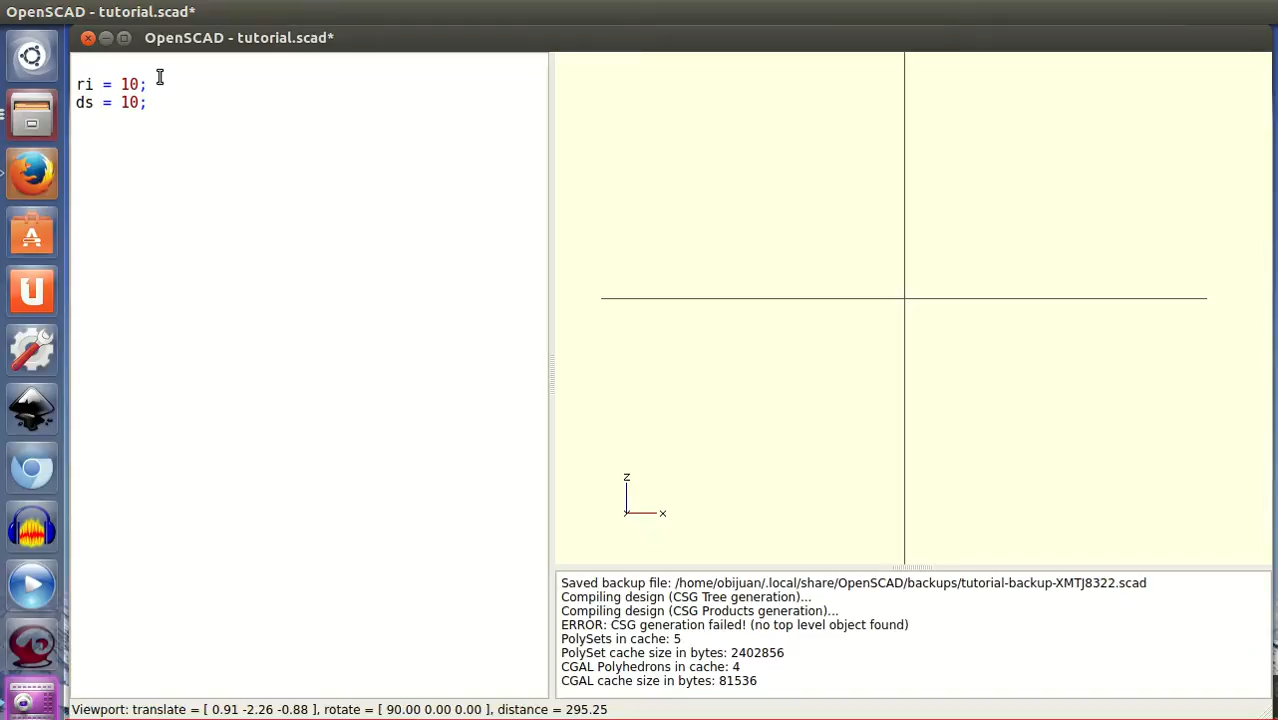 OpenSCAD - tutorial.scad*
OpenSCAD - tutorial.scad*
ri = 10;
ds = 10;
Z
X
Saved backup file: /home/obijuan/.local/share/OpenSCAD/backups/tutorial-backup-XMTJ8322.scad
Compiling design (CSG Tree generation)...
Compiling design (CSG Products generation)...
ERROR: CSG generation failed! (no top level object found)
PolySets in cache: 5
PolySet cache size in bytes: 2402856
CGAL Polyhedrons in cache: 4
CGAL cache size in bytes: 81536
Viewport: translate = [ 0.91 -2.26 -0.88 ], rotate = [ 90.00 0.00 0.00 ], distance = 295.25